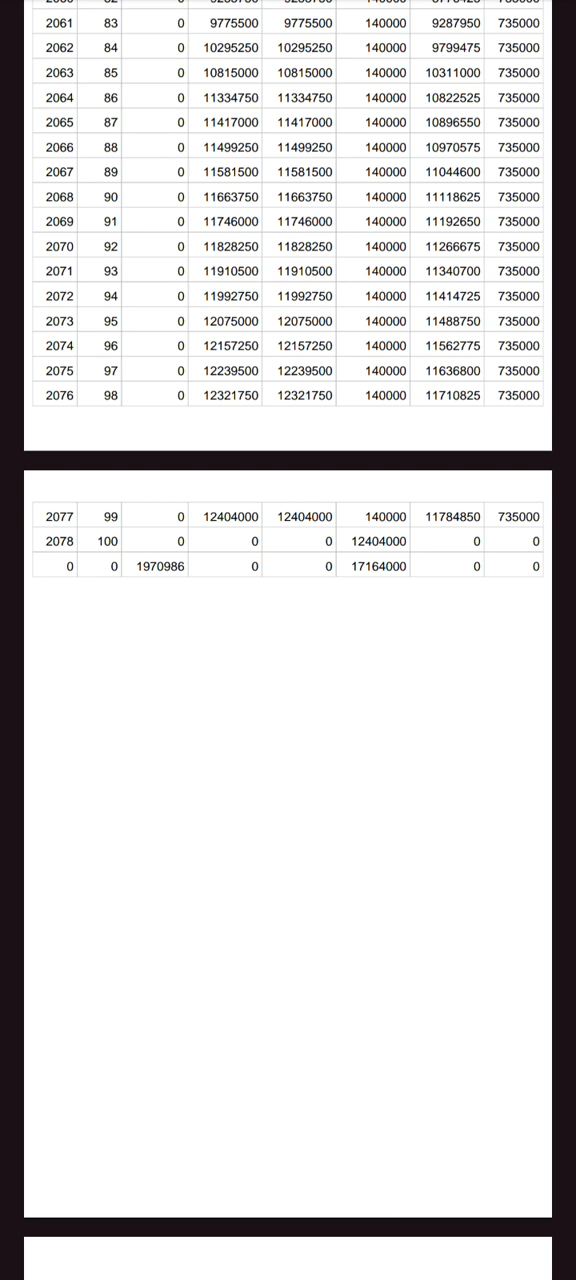 2061 83 0 9775500 9775500 140000 9287950 735000
2062 84 0 10295250 10295250 140000 9799475 735000
2063 85 0 10815000 10815000 140000 10311000 735000
2064 86 0 11334750 11334750 140000 10822525 735000
2065 87 0 11417000 11417000 140000 10896550 735000
2066 88 0 11499250 11499250 140000 10970575 735000
2067 89 0 11581500 11581500 140000 11044600 735000
2068 90 0 11663750 11663750 140000 11118625 735000
2069 91 0 11746000 11746000 140000 11192650 735000
2070 92 0 11828250 11828250 140000 11266675 735000
2071 93 0 11910500 11910500 140000 11340700 735000
2072 94 0 11992750 11992750 140000 11414725 735000
2073 95 0 12075000 12075000 140000 11488750 735000
2074 96 0 12157250 12157250 140000 11562775 735000
2075 97 0 12239500 12239500 140000 11636800 735000
2076 98 0 12321750 12321750 140000 11710825 735000
2077 99 0 12404000 12404000 140000 11784850 735000
2078 100 0 0 0 12404000 0 0
0 0 1970986 0 0 17164000 0 0